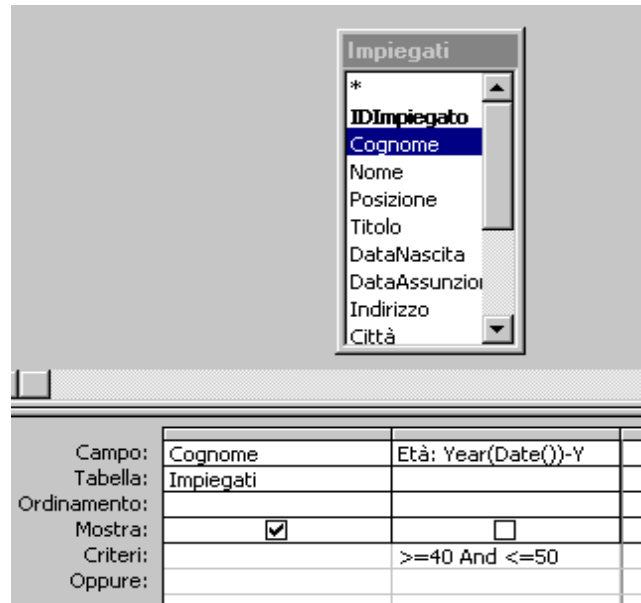 Impiegati
*
IDImpiegato
Cognome
Nome
Posizione
Titolo
DataNascita
DataAssunzio
Indirizzo
Città
Campo: Cognome Età: Year(Date())-Y
Tabella: Impiegati
Ordinamento:
Mostra:
Criteri: >=40 And <=50
Oppure: